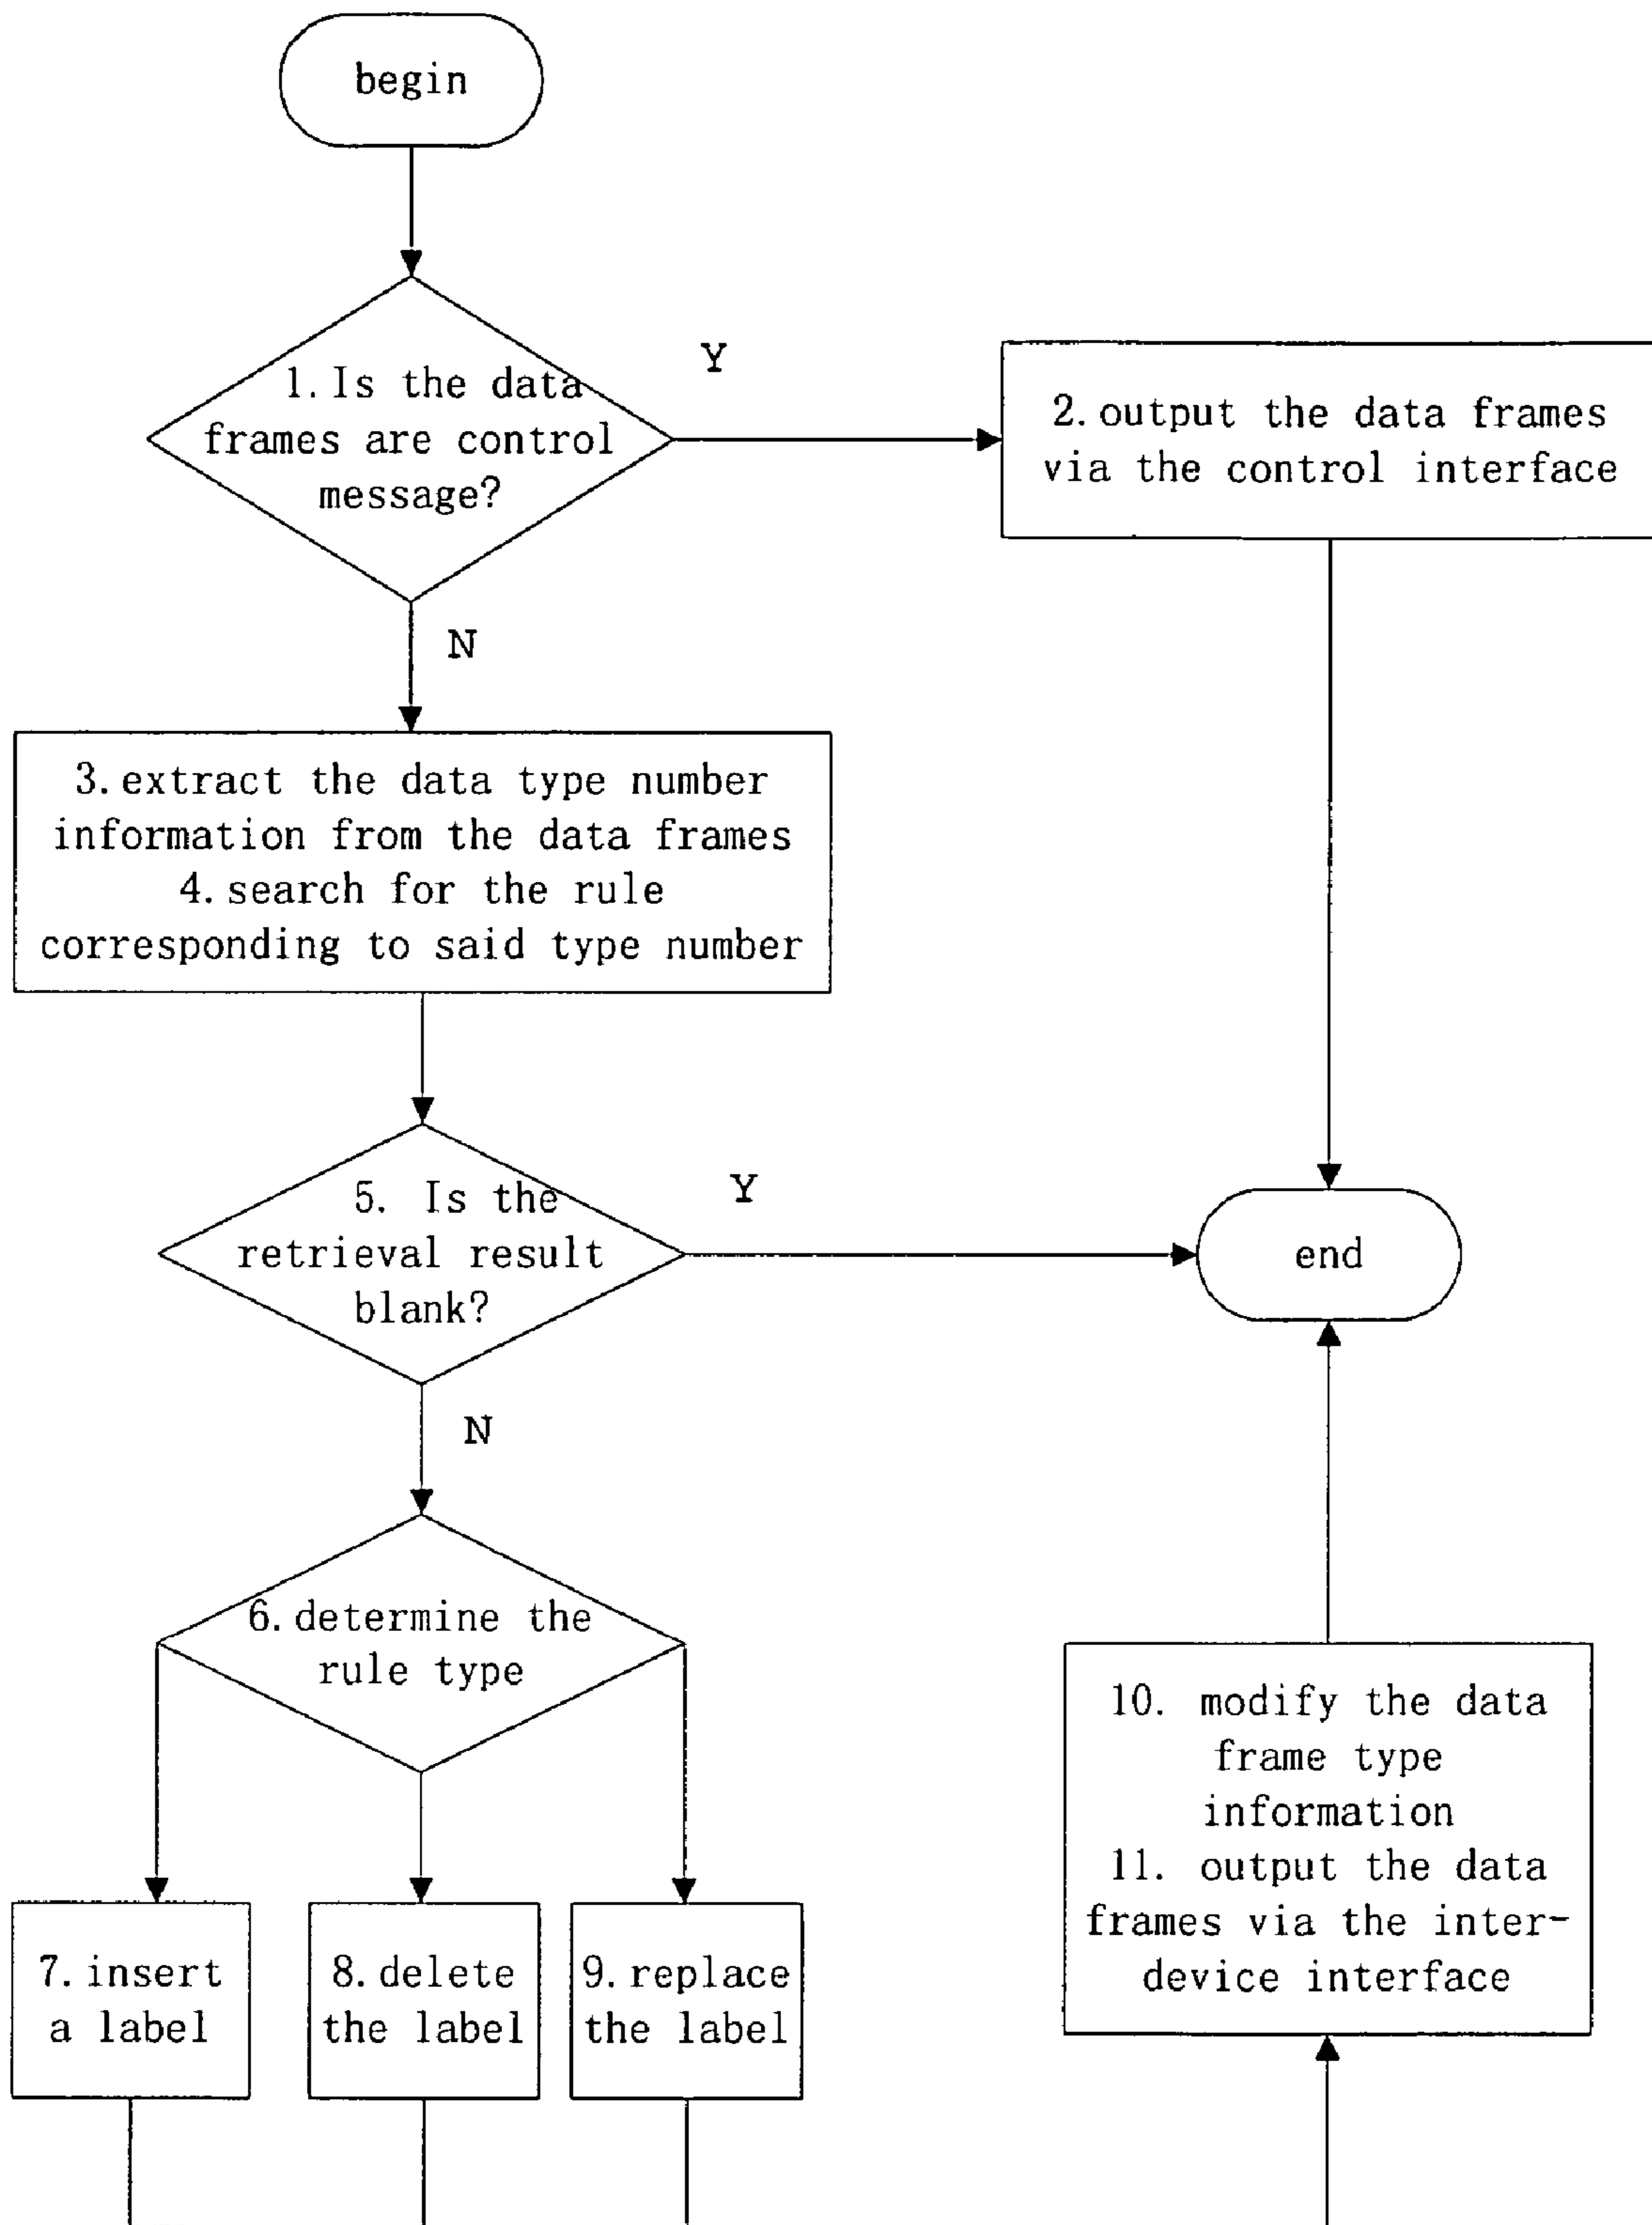 begin
1. Is the data
frames are control
message?
Y
2. output the data frames
via the control interface
N
3. extract the data type number
information from the data frames
4. search for the rule
corresponding to said type number
5. Is the
retrieval result
blank?
Y
end
N
6. determine the
rule type
7. insert
a label
8. delete
the label
9. replace
the label
10. modify the data
frame type
information
11. output the data
frames via the inter-
device interface